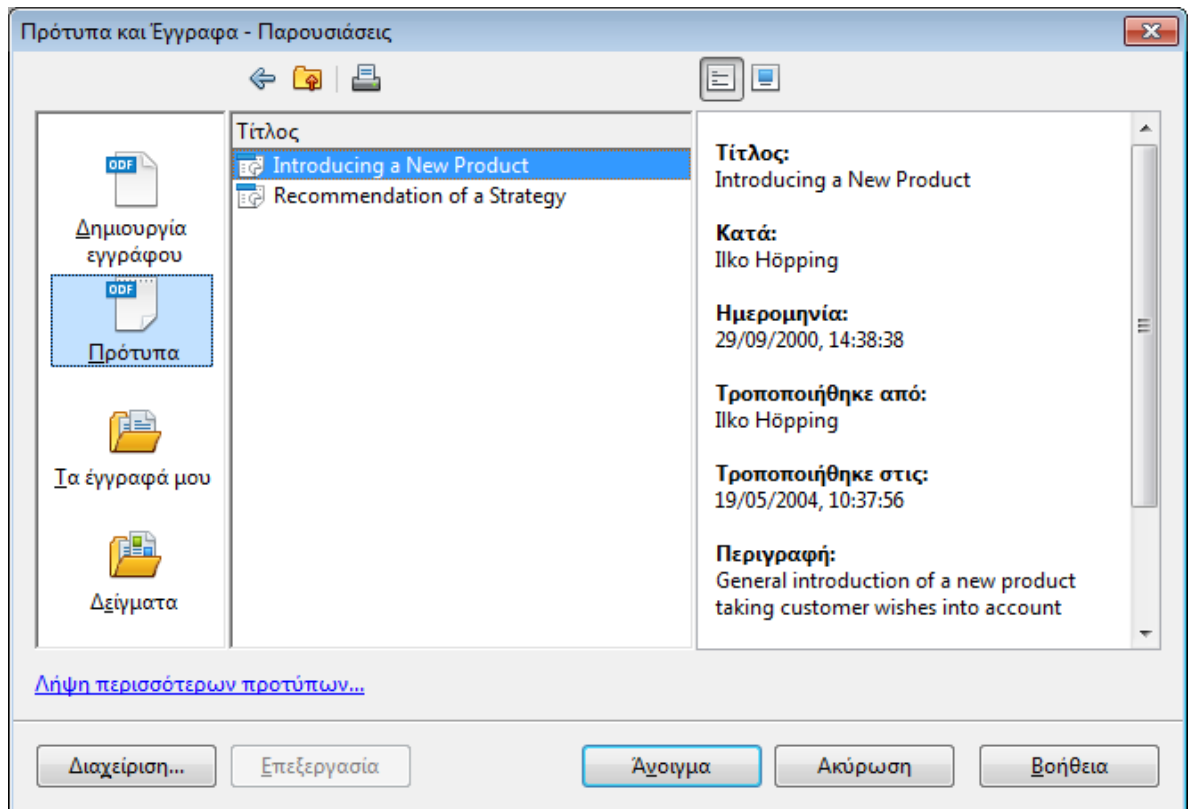 Πρότυπα και Έγγραφα - Παρουσιάσεις
ODF
Δημιουργία
εγγράφου
ODF
Πρότυπα
Τα έγγραφά μου
Δείγματα
Τίτλος
Introducing a New Product
Recommendation of a Strategy
Τίτλος:
Introducing a New Product
Κατά:
Ilko Höpping
Ημερομηνία:
29/09/2000, 14:38:38
Τροποποιήθηκε από:
Ilko Höpping
Τροποποιήθηκε στις:
19/05/2004, 10:37:56
Περιγραφή:
General introduction of a new product
taking customer wishes into account
Λήψη περισσότερων προτύπων...
Διαχείριση...
Επεξεργασία
Άνοιγμα
Ακύρωση
Βοήθεια